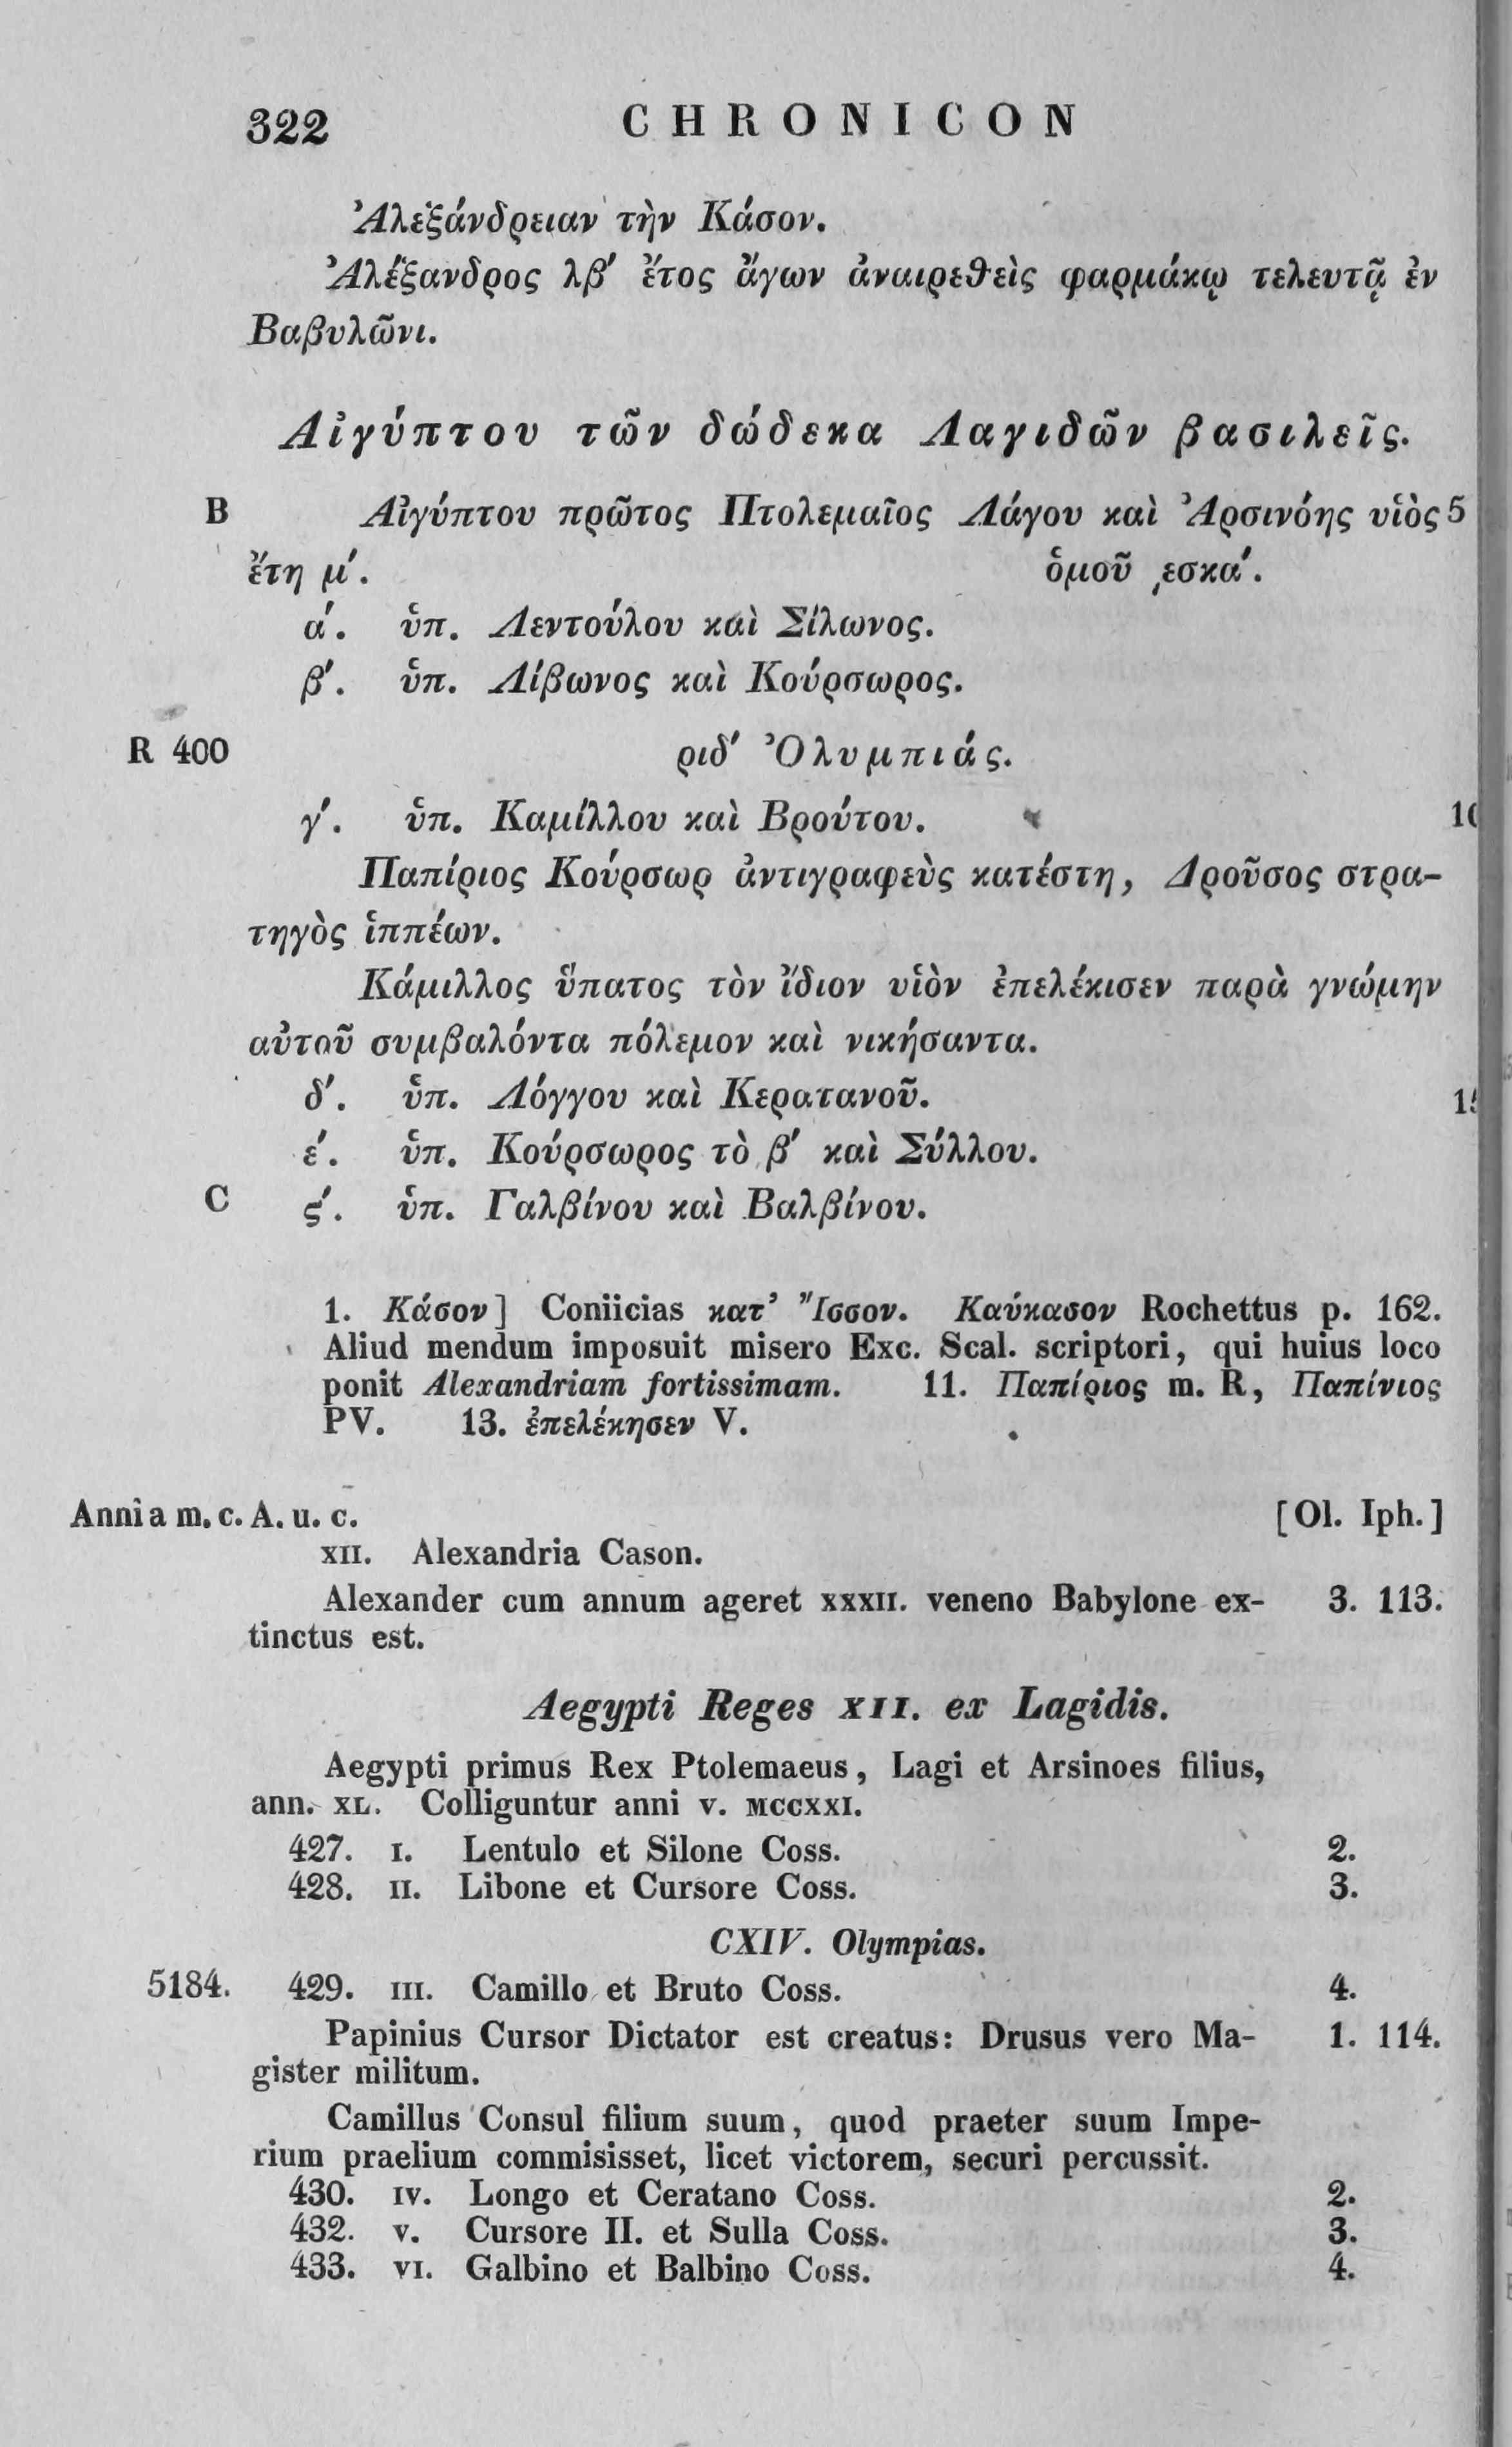 322 CHRONICON
Ἀλεξάνδρειαν τὴν Κάσον.
Ἀλέξανδρος λβʹ ἔτος ἄγων ἀναιρεθεὶς φαρμάκῳ τελευτᾷ ἐν
Βαβυλῶνι.
Αἰγύπτου τῶν δώδεκα Λαγιδῶν βασιλεῖς.
B Αἰγύπτου πρῶτος Πτολεμαῖος Λάγου καὶ Ἀρσινόης υἱὸς 5
ἔτη μʹ. ὁμοῦ ͵εσκαʹ.
αʹ. ὑπ. Λεντούλου καὶ Σίλωνος.
βʹ. ὑπ. Λίβωνος καὶ Κούρσωρος.
R 400 ριδʹ Ὀλυμπιάς.
γʹ. ὑπ. Καμίλλου καὶ Βρούτου. 10
Παπίριος Κούρσωρ ἀντιγραφεὺς κατέστη, Δροῦσος στρα-
τηγὸς ἱππέων.
Κάμιλλος ὕπατος τὸν ἴδιον υἱὸν ἐπελέκισεν παρὰ γνώμην
αὐτοῦ συμβαλόντα πόλεμον καὶ νικήσαντα.
δʹ. ὑπ. Λόγγου καὶ Κερατανοῦ. 15
εʹ. ὑπ. Κούρσωρος τὸ βʹ καὶ Σύλλου.
C ϛʹ. ὑπ. Γαλβίνου καὶ Βαλβίνου.
1. Κάσον] Coniicias κατ’ Ἴσσον. Καύκασον Rochettus p. 162.
Aliud mendum imposuit misero Exc. Scal. scriptori, qui huius loco
ponit Alexandriam fortissimam. 11. Παπίριος m. R, Παπίνιος
PV. 13. ἐπελέκησεν V.
Anni a m. c. A. u. c. [Ol. Iph.]
XII. Alexandria Cason.
Alexander cum annum ageret XXXII. veneno Babylone ex- 3. 113.
tinctus est.
Aegypti Reges XII. ex Lagidis.
Aegypti primus Rex Ptolemaeus, Lagi et Arsinoes filius,
ann. XL. Colliguntur anni V. MCCXXI.
427. I. Lentulo et Silone Coss. 2.
428. II. Libone et Cursore Coss. 3.
CXIV. Olympias.
5184. 429. III. Camillo et Bruto Coss. 4.
Papinius Cursor Dictator est creatus: Drusus vero Ma- 1. 114.
gister militum.
Camillus Consul filium suum, quod praeter suum Impe-
rium praelium commisisset, licet victorem, securi percussit.
430. IV. Longo et Ceratano Coss. 2.
432. V. Cursore II. et Sulla Coss. 3.
433. VI. Galbino et Balbino Coss. 4.